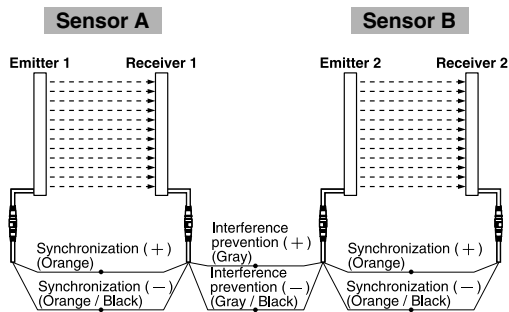 Sensor A
Sensor B
Emitter 1
Receiver 1
Emitter 2
Receiver 2
Synchronization (+)
(Orange)
Synchronization (−)
(Orange / Black)
Interference
prevention (+)
(Gray)
Interference
prevention (−)
(Gray / Black)
Synchronization (+)
(Orange)
Synchronization (−)
(Orange / Black)